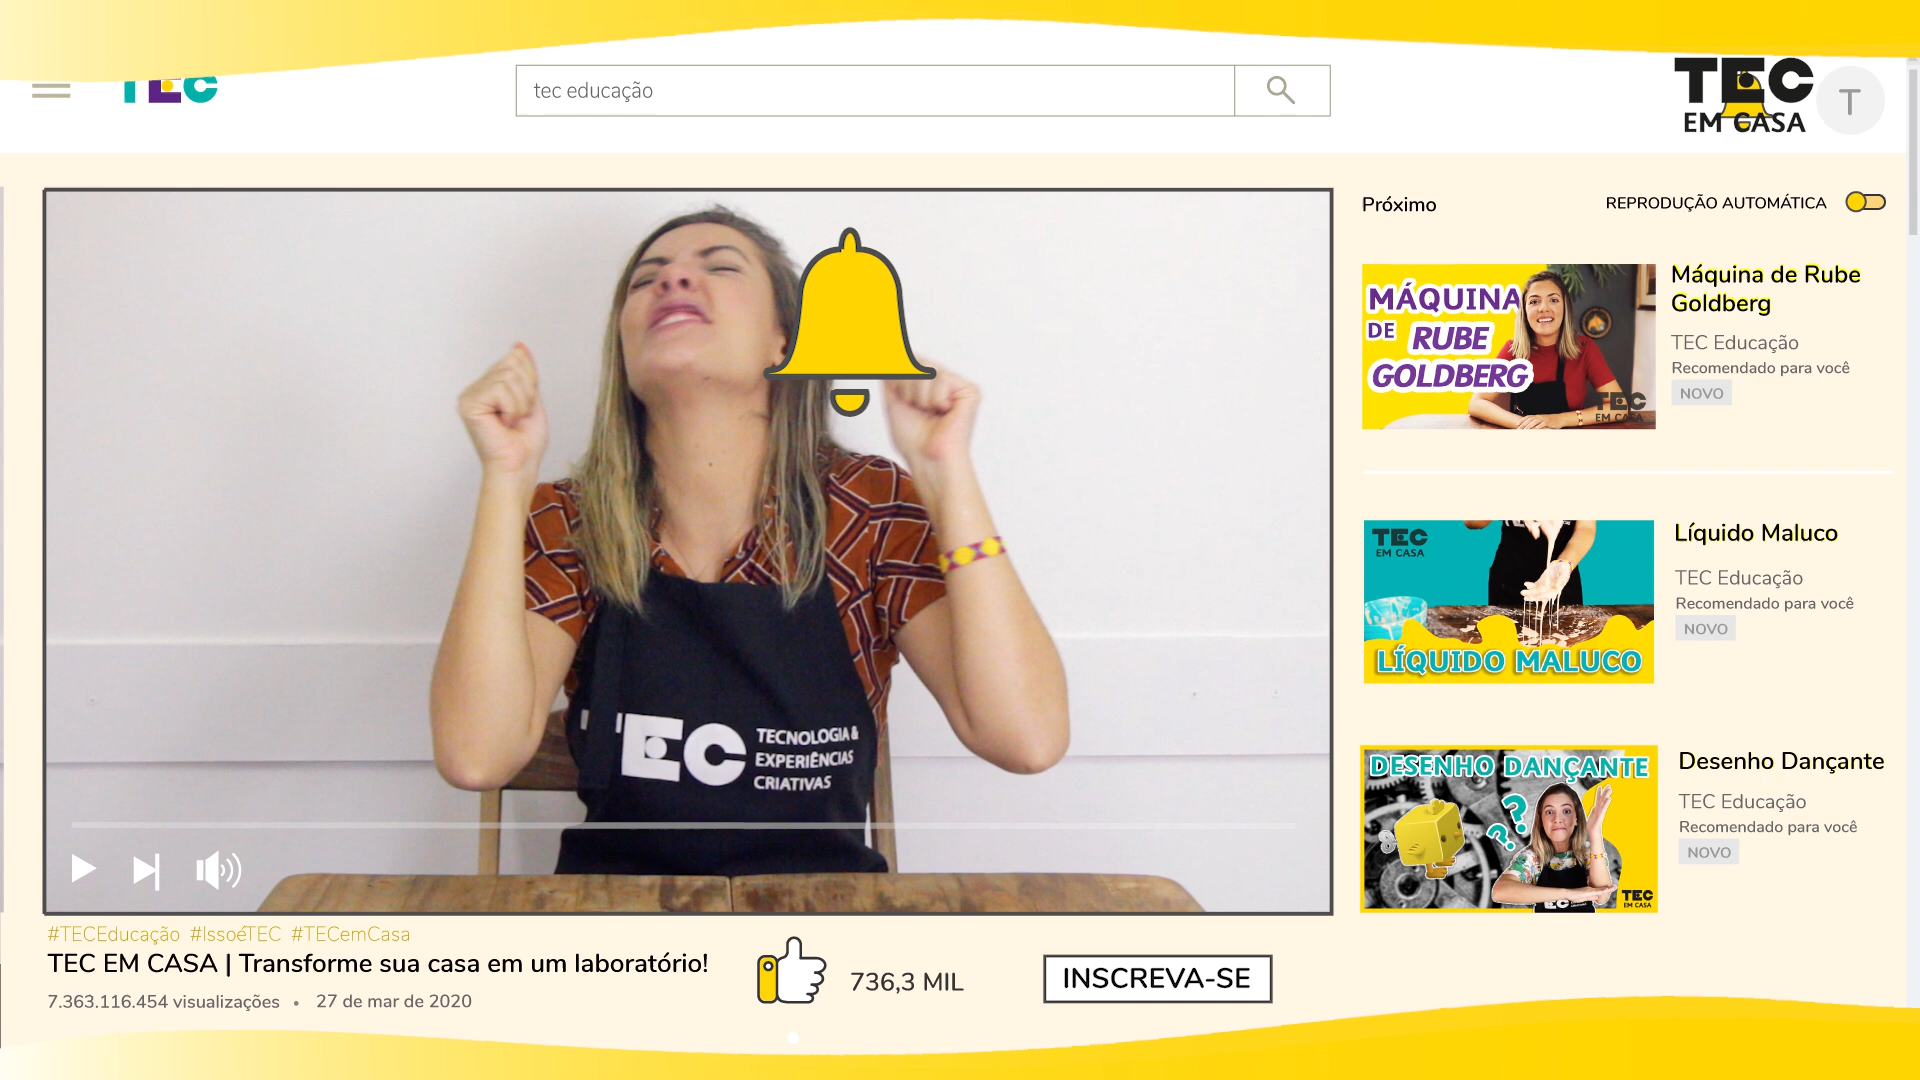 TEC
tec educação
TEC
EM CASA
T
Próximo
REPRODUÇÃO AUTOMÁTICA
MÁQUINA
DE RUBE
GOLDBERG
TEC
EM CASA
Máquina de Rube
Goldberg
TEC Educação
Recomendado para você
NOVO
TEC
EM CASA
LÍQUIDO MALUCO
Líquido Maluco
TEC Educação
Recomendado para você
NOVO
DESENHO DANÇANTE
??
TEC
EM CASA
Desenho Dançante
TEC Educação
Recomendado para você
NOVO
TEC TECNOLOGIA &
EXPERIÊNCIAS
CRIATIVAS
#TECEducação #IssoéTEC #TECemCasa
TEC EM CASA | Transforme sua casa em um laboratório!
7.363.116.454 visualizações • 27 de mar de 2020
736,3 MIL
INSCREVA-SE